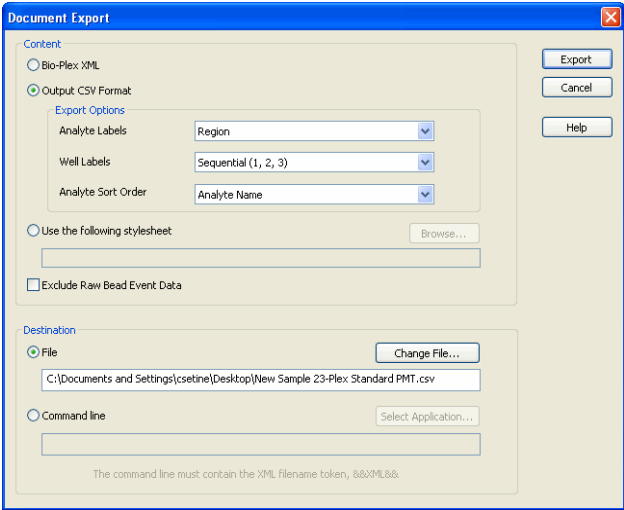 Document Export
Content
Bio-Plex XML
Export
Output CSV Format
Cancel
Export Options
Analyte Labels
Region
Help
Well Labels
Sequential (1, 2, 3)
Analyte Sort Order
Analyte Name
Use the following stylesheet
Browse...
Exclude Raw Bead Event Data
Destination
File
Change File...
C:\Documents and Settings\csetine\Desktop\New Sample 23-Plex Standard PMT.csv
Command line
Select Application...
The command line must contain the XML filename token, &&XML&&